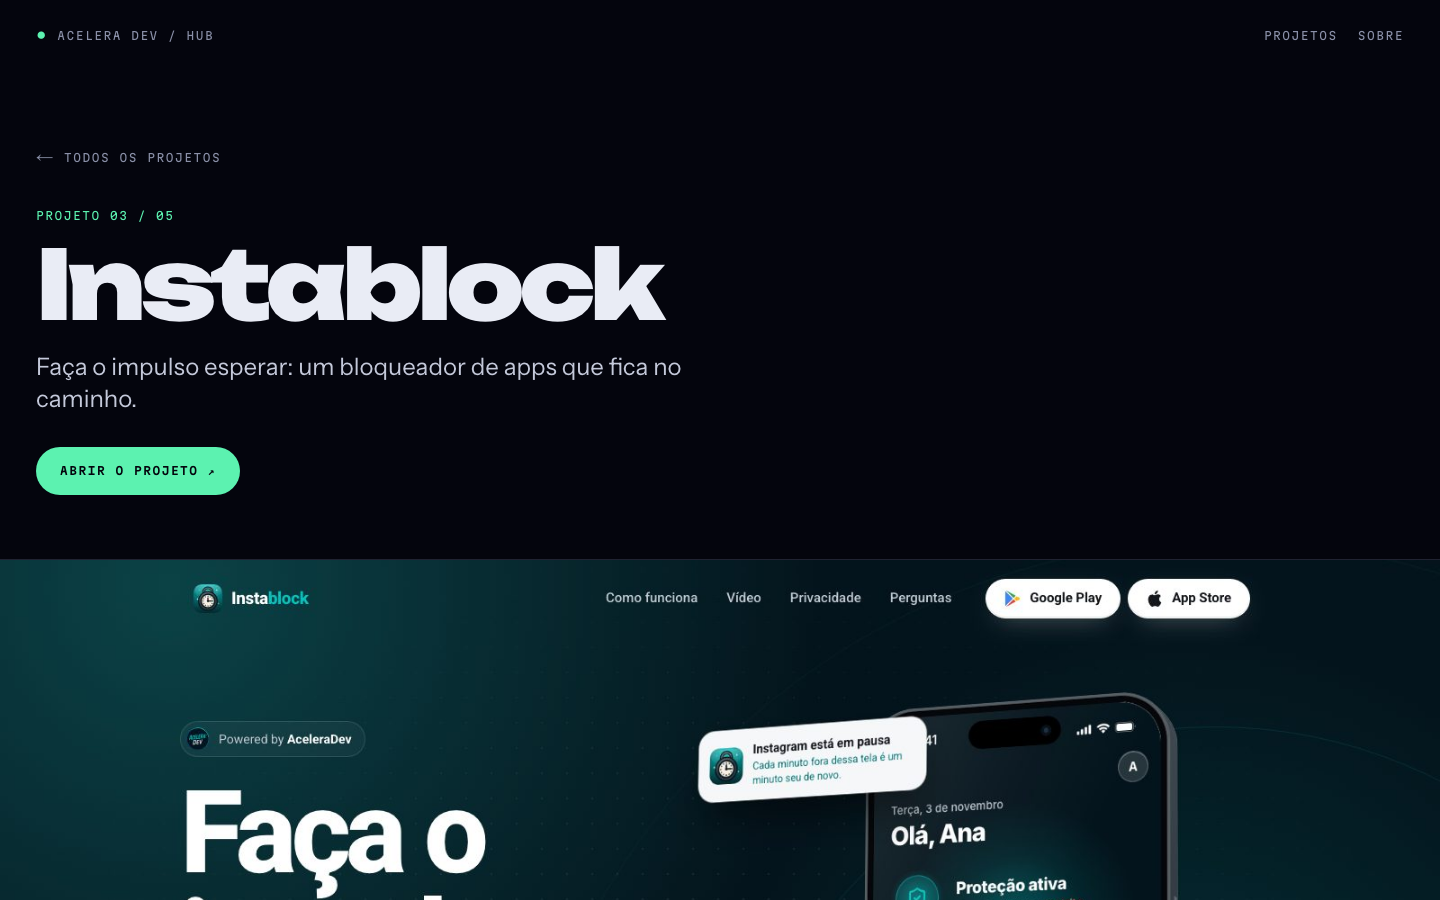 ACELERA DEV / HUB
PROJETOS SOBRE
← TODOS OS PROJETOS
PROJETO 03 / 05
Instablock
Faça o impulso esperar: um bloqueador de apps que fica no
caminho.
ABRIR O PROJETO ↗
Instablock
Como funciona Vídeo Privacidade Perguntas Google Play App Store
Powered by AceleraDev
Faça o
Instagram está em pausa
Cada minuto fora dessa tela é um
minuto seu de novo.
41
A
Terça, 3 de novembro
Olá, Ana
Proteção ativa